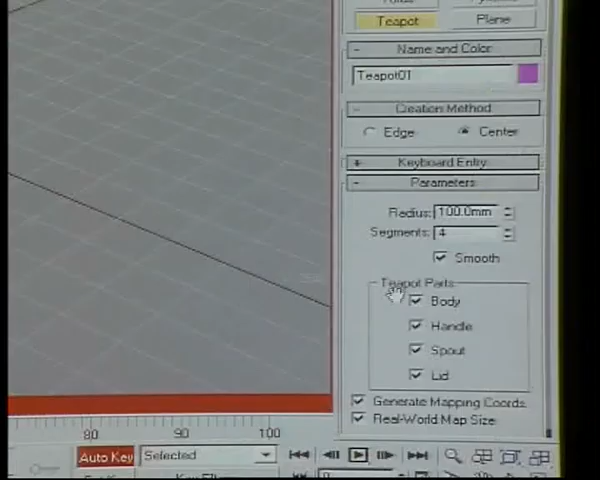 Teapot Plane
- Name and Color
Teapot01
- Creation Method
Edge Center
+ Keyboard Entry
- Parameters
Radius: 100.0mm
Segments: 4
Smooth
Teapot Parts
Body
Handle
Spout
Lid
Generate Mapping Coords.
Real-World Map Size
80 90 100
Auto Key Selected